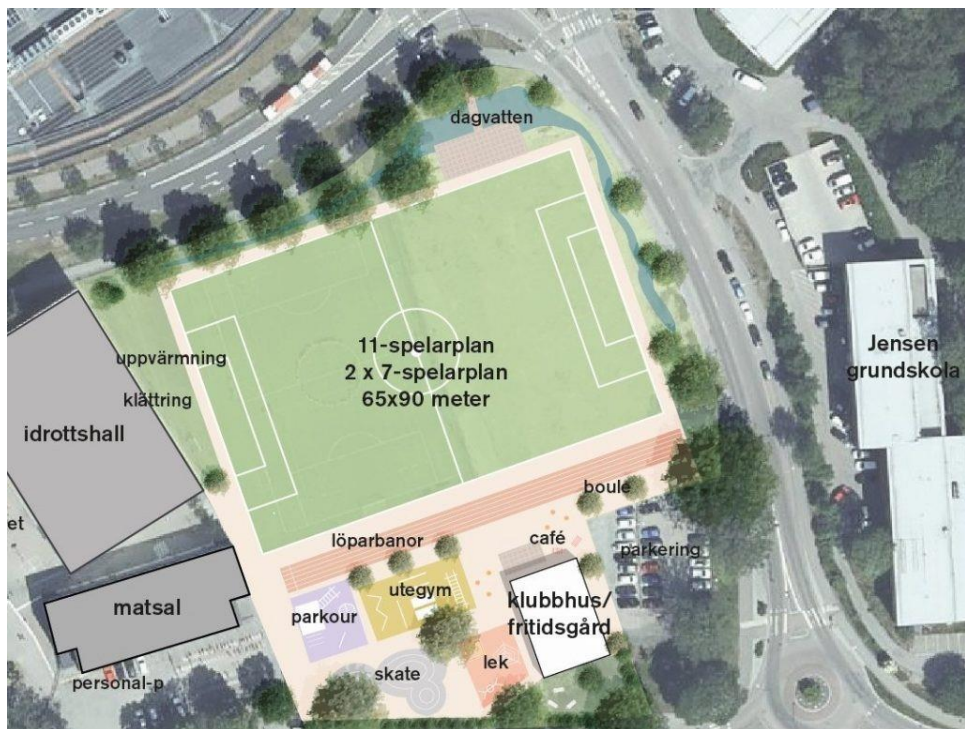 dagvatten
11-spelarplan
2 x 7-spelarplan
65x90 meter
uppvärmning
klättring
idrottshall
Jensen
grundskola
et
boule
löparbanor
café
parkering
matsal
utegym
parkour
klubbhus/
fritidsgård
skate
lek
personal-p